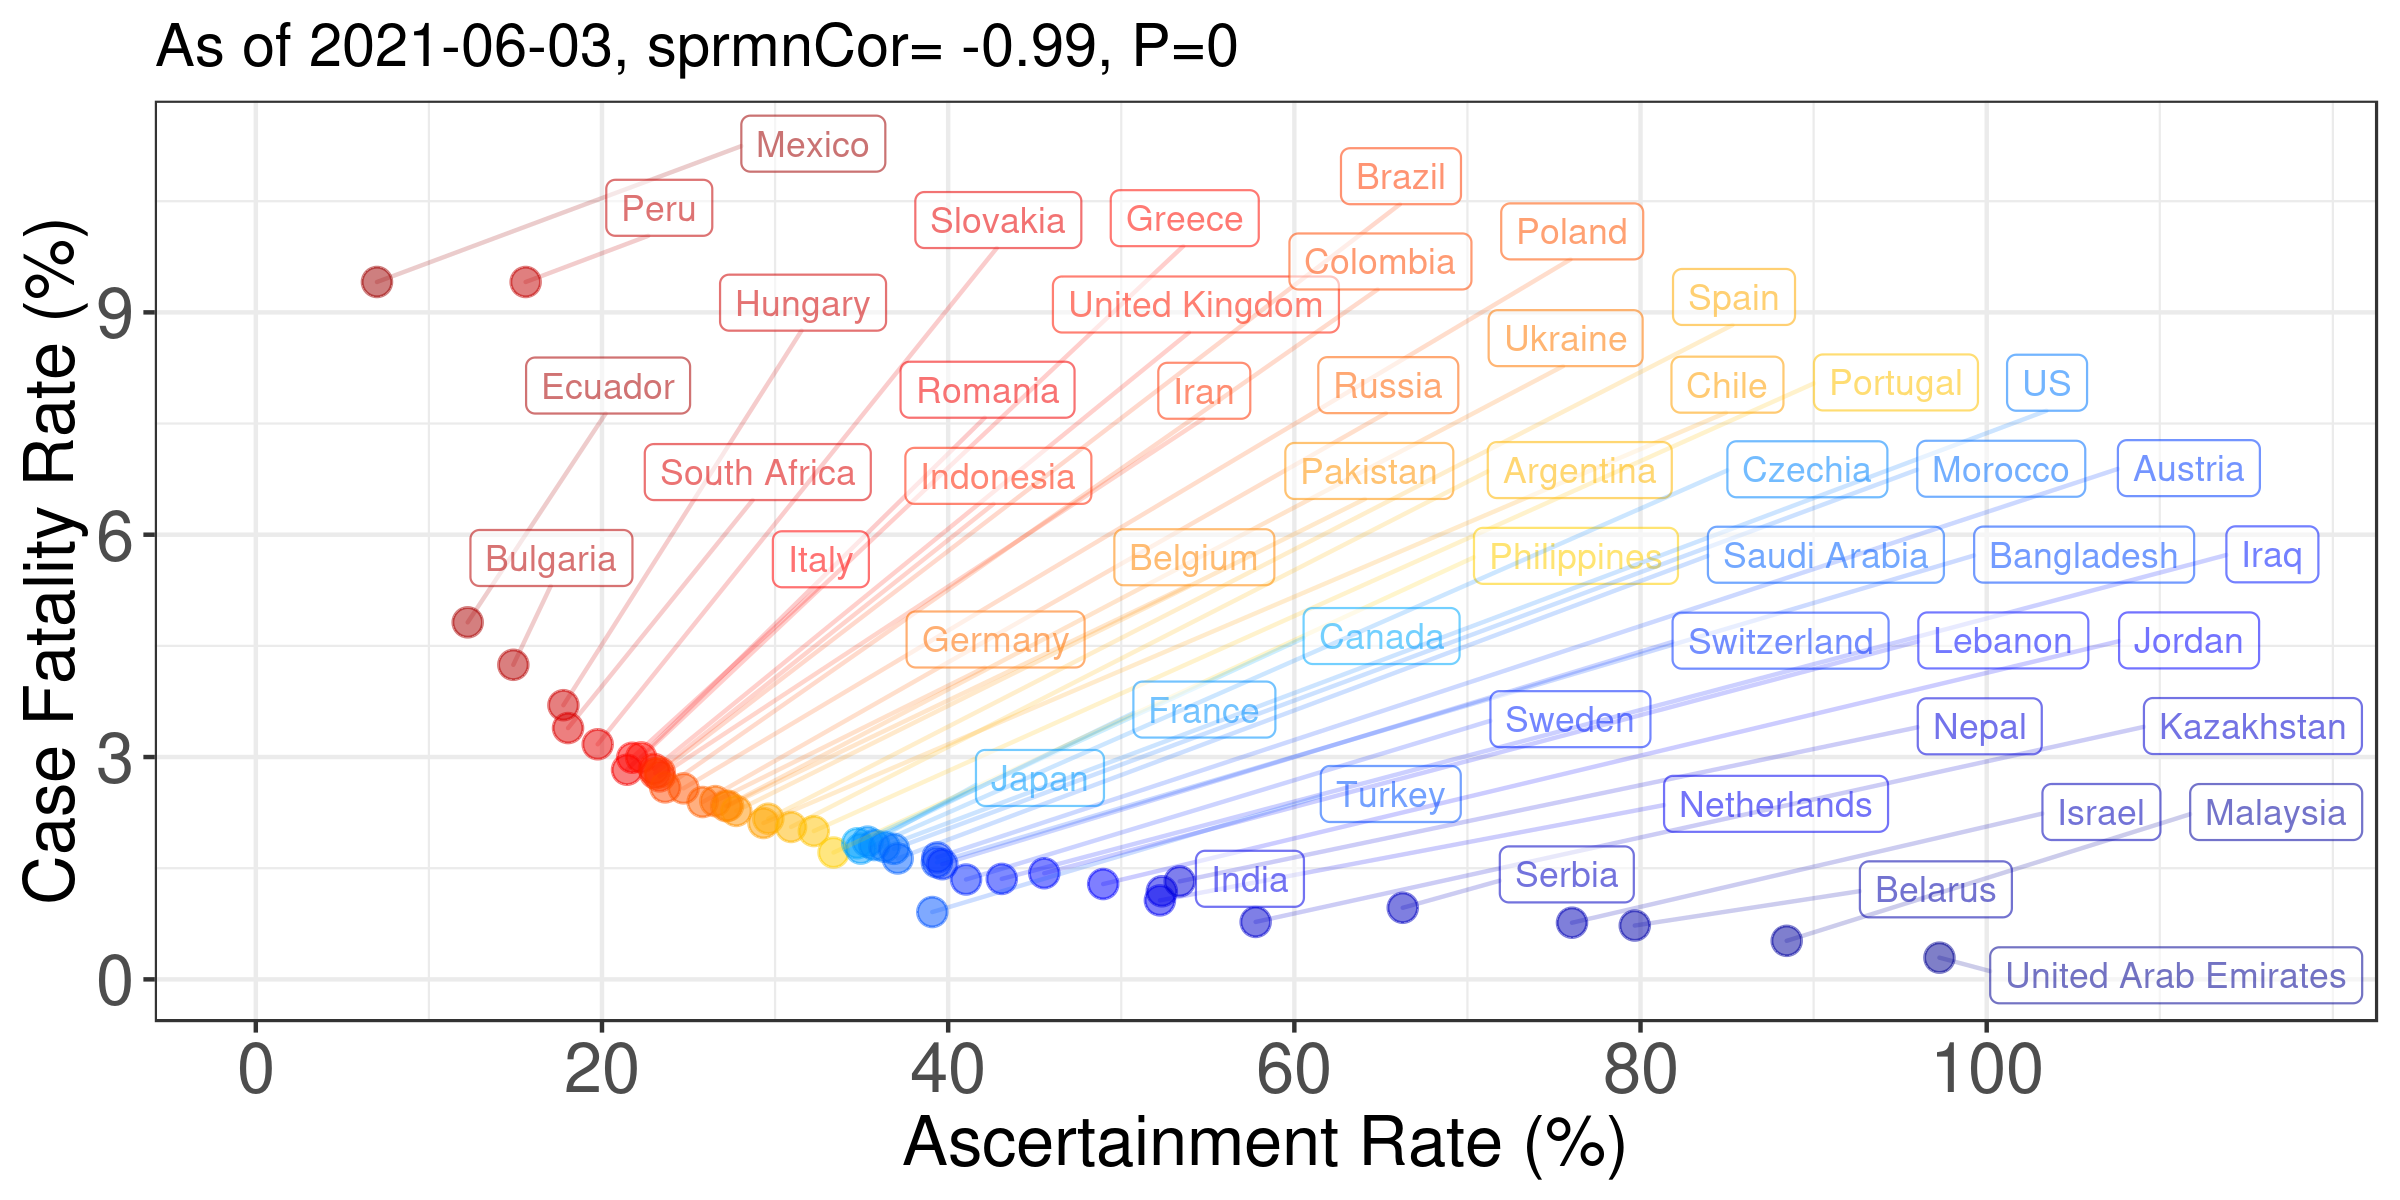 As of 2021-06-03, sprmnCor= -0.99, P=0
Mexico
Brazil
Peru
Slovakia
Greece
Poland
Colombia
Hungary
United Kingdom
Spain
Ukraine
Ecuador
Romania
Iran
Russia
Chile
Portugal
US
South Africa
Indonesia
Pakistan
Argentina
Czechia
Morocco
Austria
Bulgaria
Italy
Belgium
Philippines
Saudi Arabia
Bangladesh
Iraq
Germany
Canada
Switzerland
Lebanon
Jordan
France
Sweden
Nepal
Kazakhstan
Japan
Turkey
Netherlands
Israel
Malaysia
India
Serbia
Belarus
United Arab Emirates
Case Fatality Rate (%)
9
6
3
0
0
20
40
60
80
100
Ascertainment Rate (%)